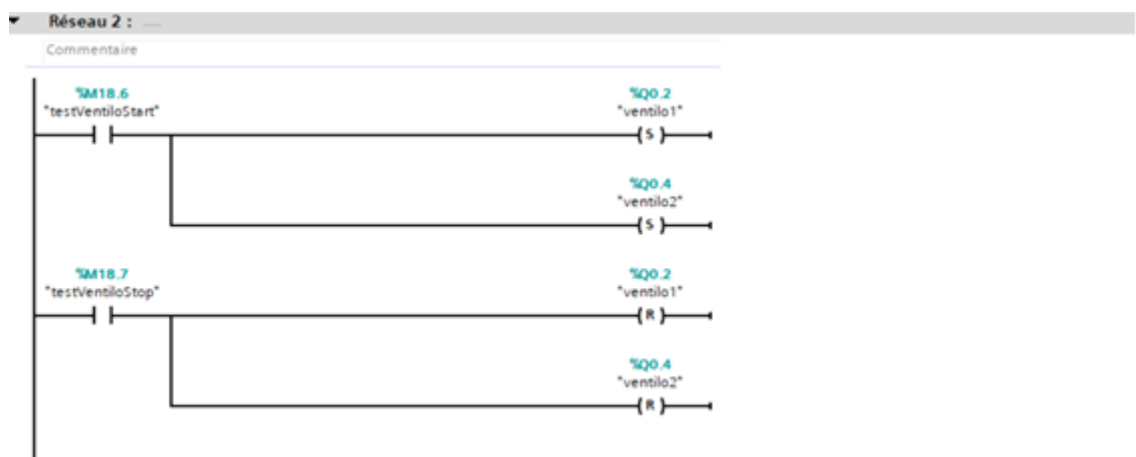 Réseau 2 : ....
Commentaire
%M18.6
"testVentiloStart"
%Q0.2
"ventilo1"
S
%Q0.4
"ventilo2"
S
%M18.7
"testVentiloStop"
%Q0.2
"ventilo1"
R
%Q0.4
"ventilo2"
R